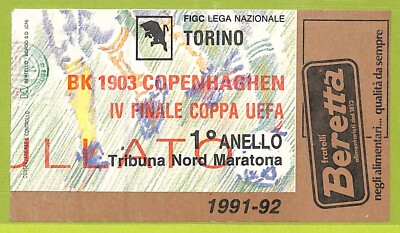 FIGC LEGA NAZIONALE
TORINO
BK 1903 COPENHAGHEN
IV FINALE COPPA UEFA
1° ANELLO
LLATO
Tribuna Nord Maratona
1991-92
fratelli
Beretta
negli alimentari... qualità da sempre